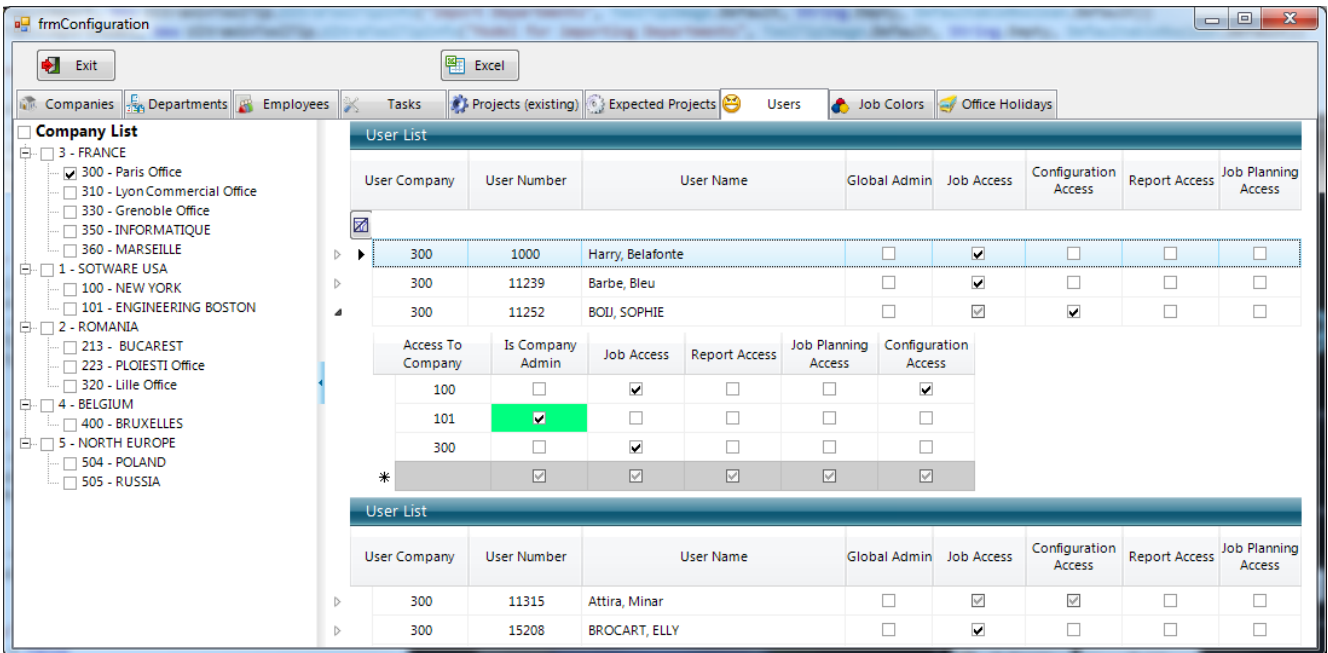 frmConfiguration
Exit
Excel
Companies Departments Employees Tasks Projects (existing) Expected Projects Users Job Colors Office Holidays
Company List
3 - FRANCE
300 - Paris Office
310 - Lyon Commercial Office
330 - Grenoble Office
350 - INFORMATIQUE
360 - MARSEILLE
1 - SOTWARE USA
100 - NEW YORK
101 - ENGINEERING BOSTON
2 - ROMANIA
213 - BUCAREST
223 - PLOIESTI Office
320 - Lille Office
4 - BELGIUM
400 - BRUXELLES
5 - NORTH EUROPE
504 - POLAND
505 - RUSSIA
User List
User Company User Number User Name Global Admin Job Access Configuration Access Report Access Job Planning Access
300 1000 Harry, Belafonte
300 11239 Barbe, Bleu
300 11252 BOIJ, SOPHIE
Access To Company Is Company Admin Job Access Report Access Job Planning Access Configuration Access
100
101
300
User List
User Company User Number User Name Global Admin Job Access Configuration Access Report Access Job Planning Access
300 11315 Attira, Minar
300 15208 BROCART, ELLY